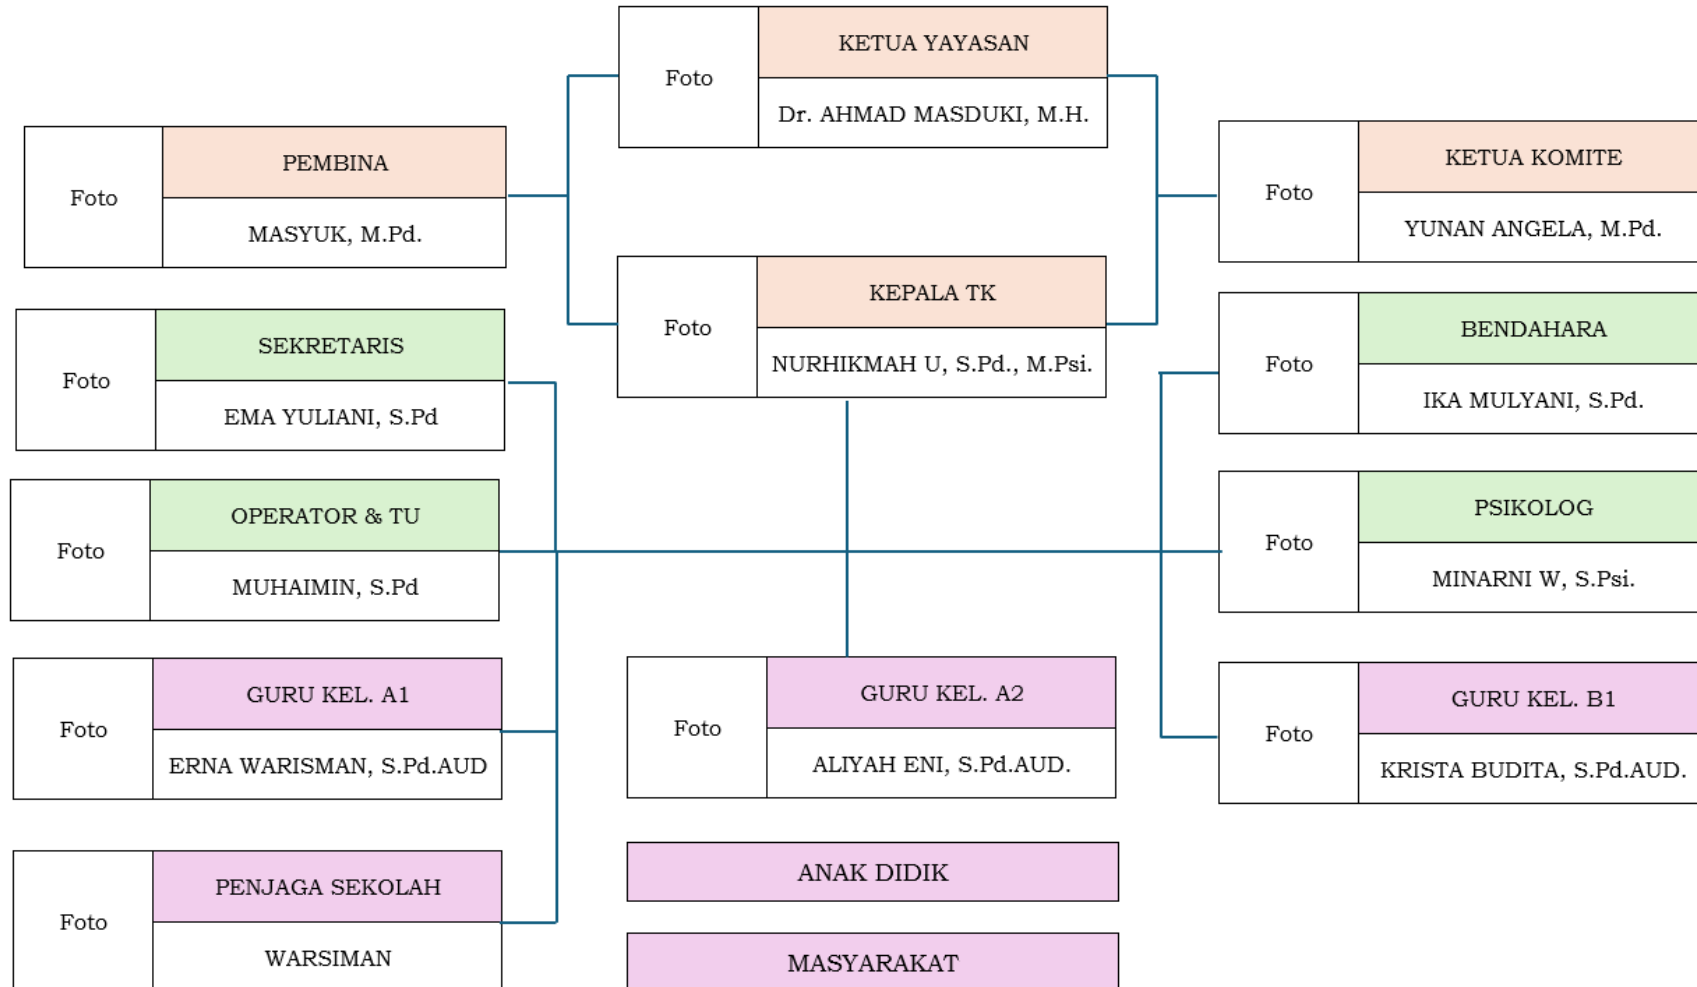 Foto
KETUA YAYASAN
Dr. AHMAD MASDUKI, M.H.
Foto
PEMBINA
MASYUK, M.Pd.
Foto
KETUA KOMITE
YUNAN ANGELA, M.Pd.
Foto
KEPALA TK
NURHIKMAH U, S.Pd., M.Psi.
Foto
SEKRETARIS
EMA YULIANI, S.Pd
Foto
BENDAHARA
IKA MULYANI, S.Pd.
Foto
OPERATOR & TU
MUHAIMIN, S.Pd
Foto
PSIKOLOG
MINARNI W, S.Psi.
Foto
GURU KEL. A1
ERNA WARISMAN, S.Pd.AUD
Foto
GURU KEL. A2
ALIYAH ENI, S.Pd.AUD.
Foto
GURU KEL. B1
KRISTA BUDITA, S.Pd.AUD.
Foto
PENJAGA SEKOLAH
WARSIMAN
ANAK DIDIK
MASYARAKAT